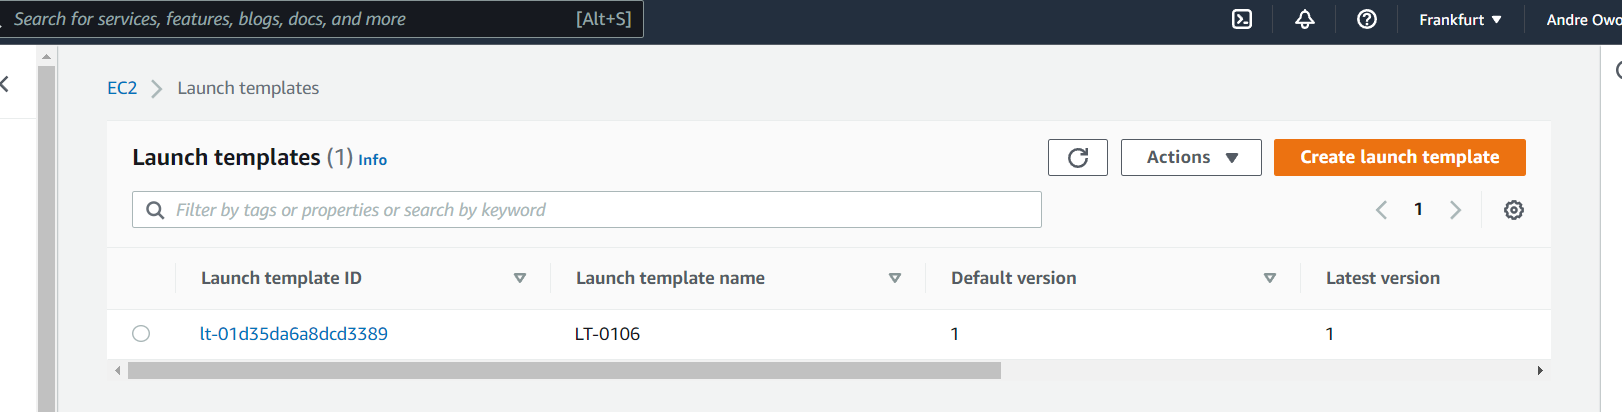 Search for services, features, blogs, docs, and more [Alt+S] Frankfurt Andre Owo
EC2 Launch templates
Launch templates (1) Info Actions Create launch template
Filter by tags or properties or search by keyword 1
Launch template ID Launch template name Default version Latest version
lt-01d35da6a8dcd3389 LT-0106 1 1